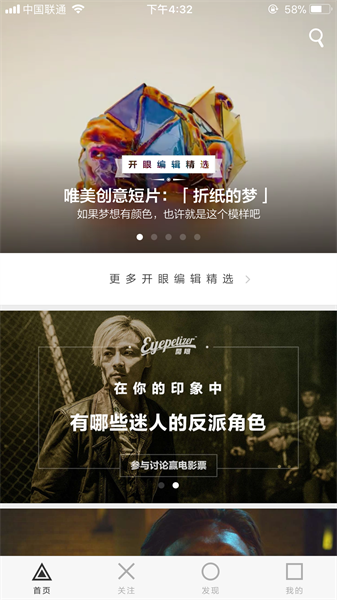 中国联通 下午4:32 58%
开眼编辑精选
唯美创意短片：「折纸的梦」
如果梦想有颜色，也许就是这个模样吧
更多开眼编辑精选
Eyepetizer™
开眼
在你的印象中
有哪些迷人的反派角色
参与讨论赢电影票
首页 关注 发现 我的